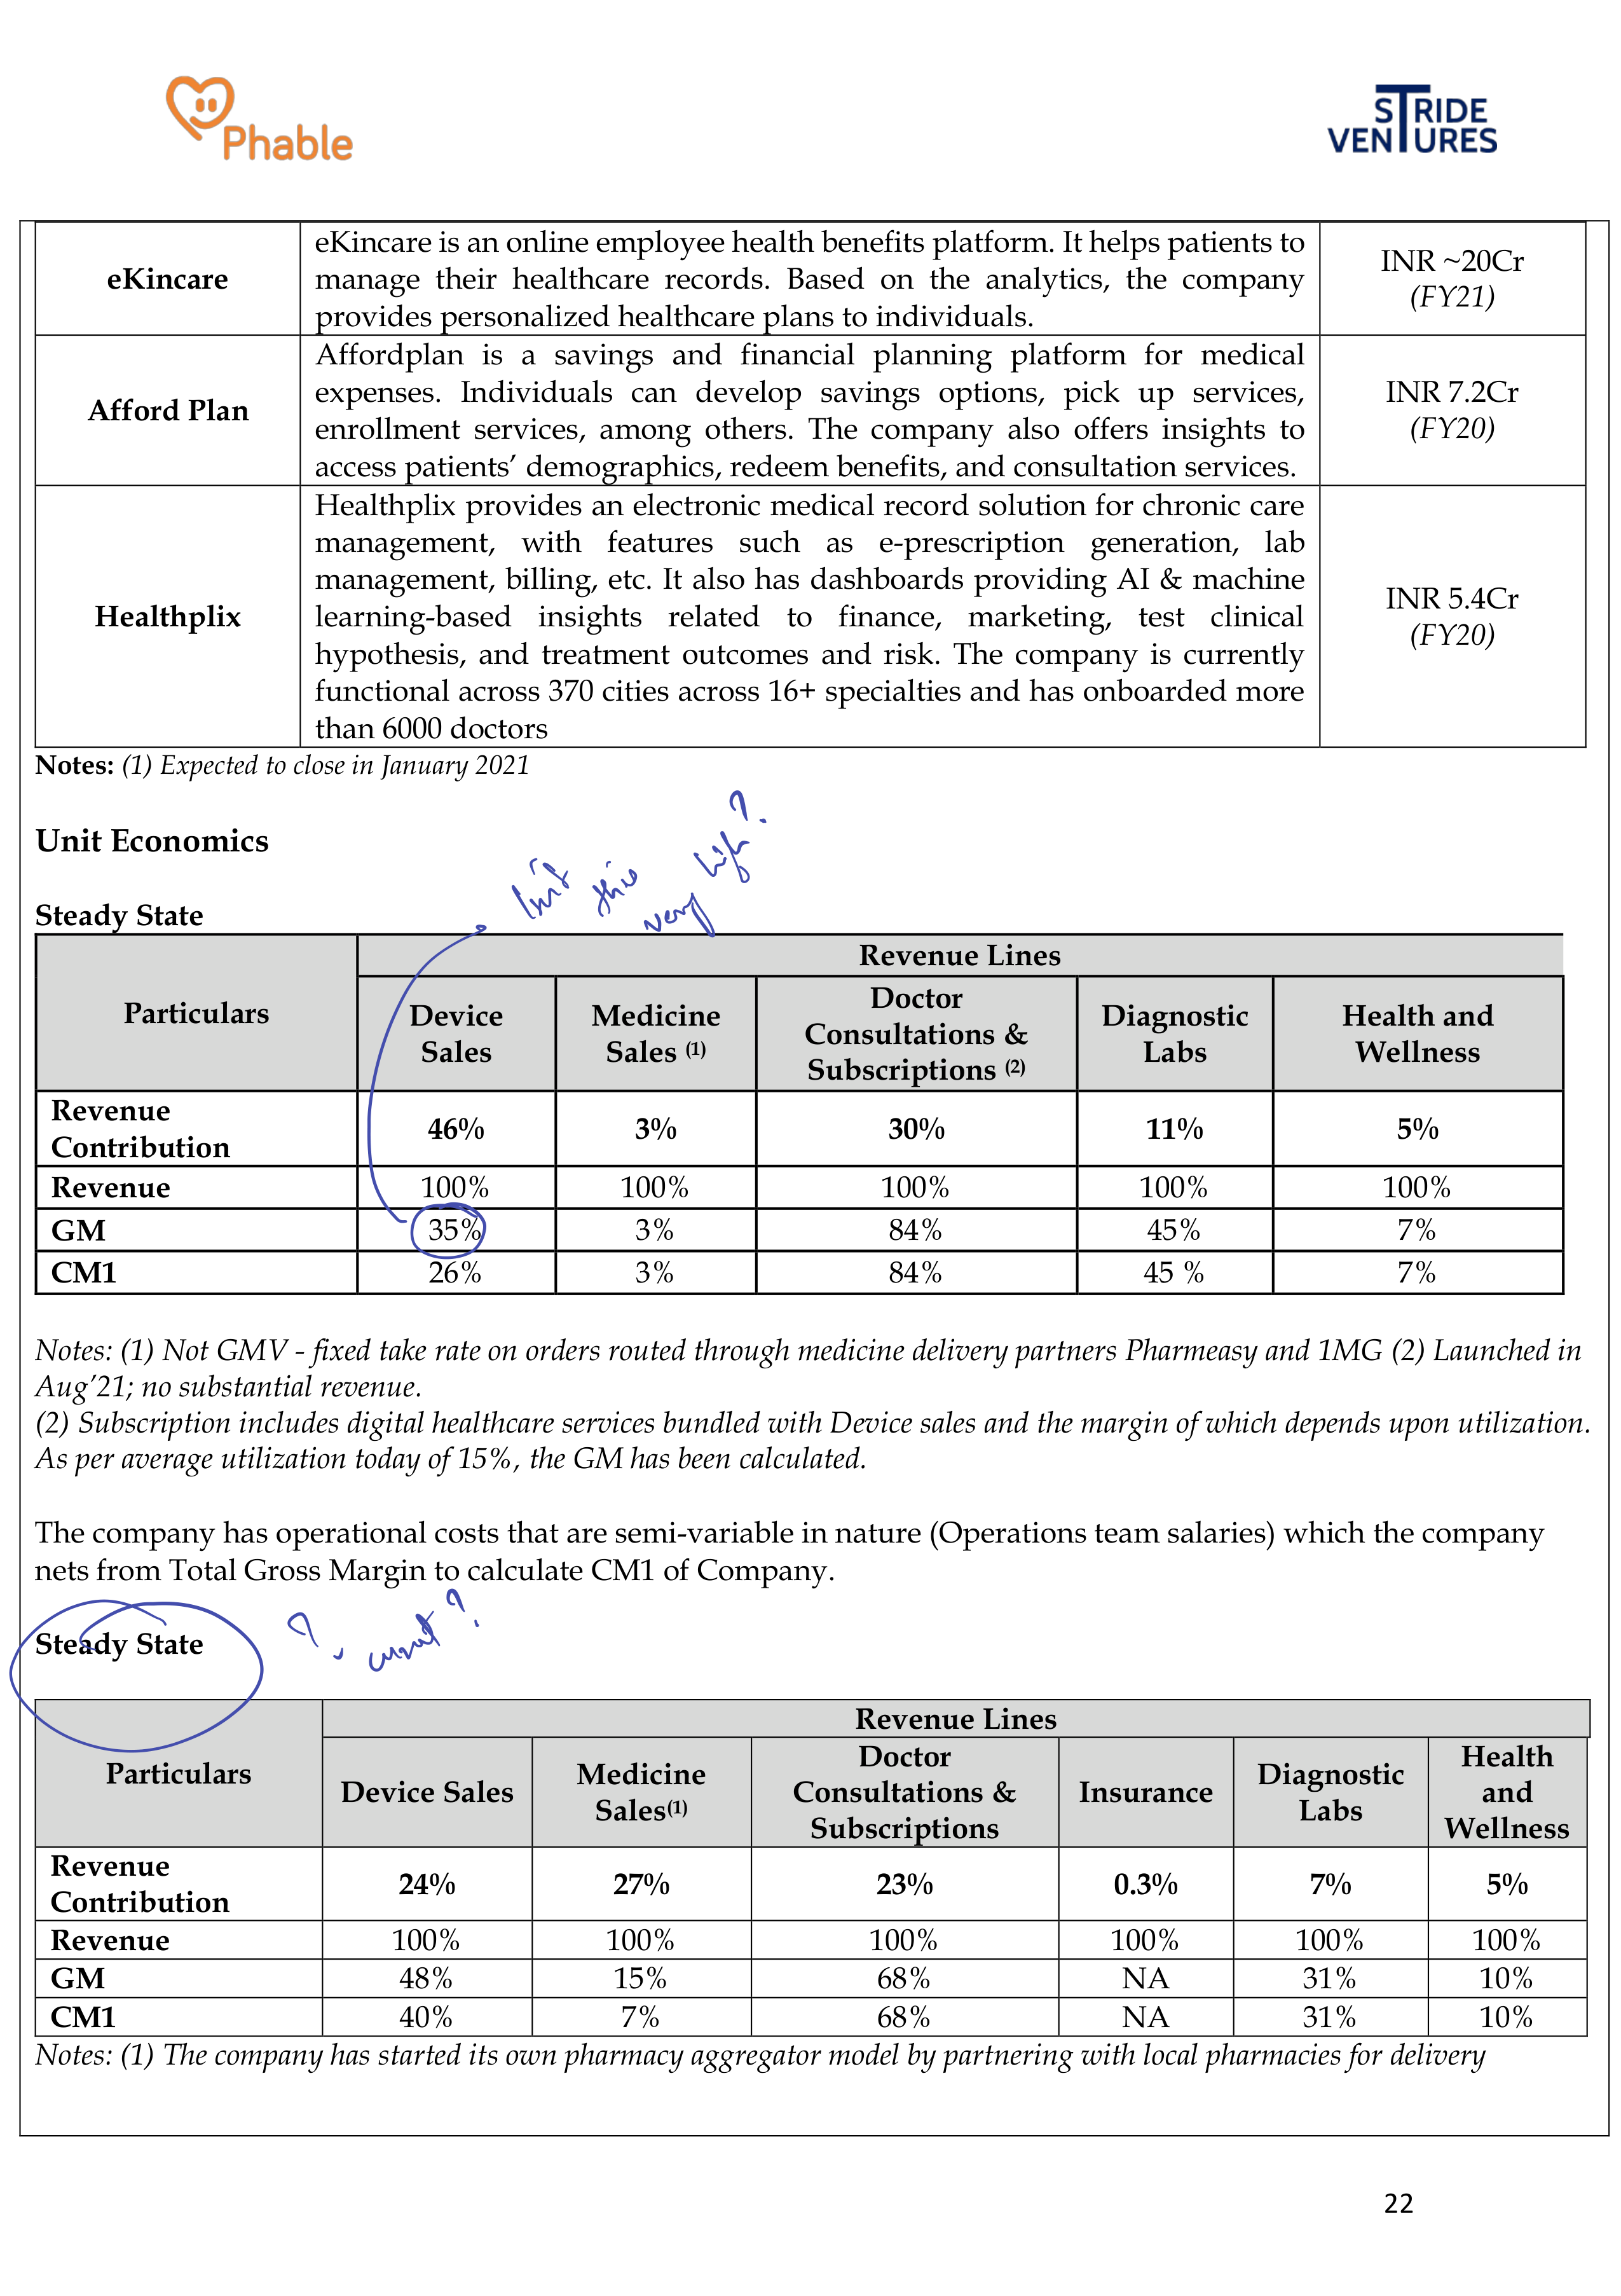 Phable
STRIDE
VENTURES
eKincare
eKincare is an online employee health benefits platform. It helps patients to
manage their healthcare records. Based on the analytics, the company
provides personalized healthcare plans to individuals.
INR ~20Cr
(FY21)
Afford Plan
Affordplan is a savings and financial planning platform for medical
expenses. Individuals can develop savings options, pick up services,
enrollment services, among others. The company also offers insights to
access patients’ demographics, redeem benefits, and consultation services.
INR 7.2Cr
(FY20)
Healthplix
Healthplix provides an electronic medical record solution for chronic care
management, with features such as e-prescription generation, lab
management, billing, etc. It also has dashboards providing AI & machine
learning-based insights related to finance, marketing, test clinical
hypothesis, and treatment outcomes and risk. The company is currently
functional across 370 cities across 16+ specialties and has onboarded more
than 6000 doctors
INR 5.4Cr
(FY20)
Notes: (1) Expected to close in January 2021
Unit Economics
this very high?
Steady State
Particulars
Revenue Lines
Device
Sales
Medicine
Sales (1)
Doctor
Consultations &
Subscriptions (2)
Diagnostic
Labs
Health and
Wellness
Revenue
Contribution
46% 3% 30% 11% 5%
Revenue 100% 100% 100% 100% 100%
GM 35% 3% 84% 45% 7%
CM1 26% 3% 84% 45 % 7%
Notes: (1) Not GMV - fixed take rate on orders routed through medicine delivery partners Pharmeasy and 1MG (2) Launched in
Aug’21; no substantial revenue.
(2) Subscription includes digital healthcare services bundled with Device sales and the margin of which depends upon utilization.
As per average utilization today of 15%, the GM has been calculated.
The company has operational costs that are semi-variable in nature (Operations team salaries) which the company
nets from Total Gross Margin to calculate CM1 of Company.
Steady State
? current?
Particulars
Revenue Lines
Device Sales
Medicine
Sales(1)
Doctor
Consultations &
Subscriptions
Insurance
Diagnostic
Labs
Health
and
Wellness
Revenue
Contribution
24% 27% 23% 0.3% 7% 5%
Revenue 100% 100% 100% 100% 100% 100%
GM 48% 15% 68% NA 31% 10%
CM1 40% 7% 68% NA 31% 10%
Notes: (1) The company has started its own pharmacy aggregator model by partnering with local pharmacies for delivery
22